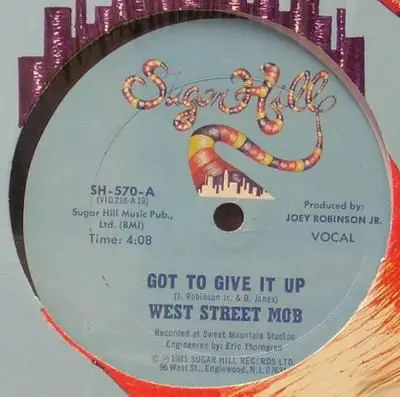 Sugar Hill
SH-570-A
(VID 218-A 19)
Sugar Hill Music Pub.,
Ltd. (BMI)
Time: 4:08
Produced by:
JOEY ROBINSON JR.
VOCAL
GOT TO GIVE IT UP
(J. Robinson Jr. & B. Jones)
WEST STREET MOB
Recorded at Sweet Mountain Studios
Engineered by: Eric Thorngren
© ℗ 1981 SUGAR HILL RECORDS LTD.
96 West St., Englewood, N.J. 07631